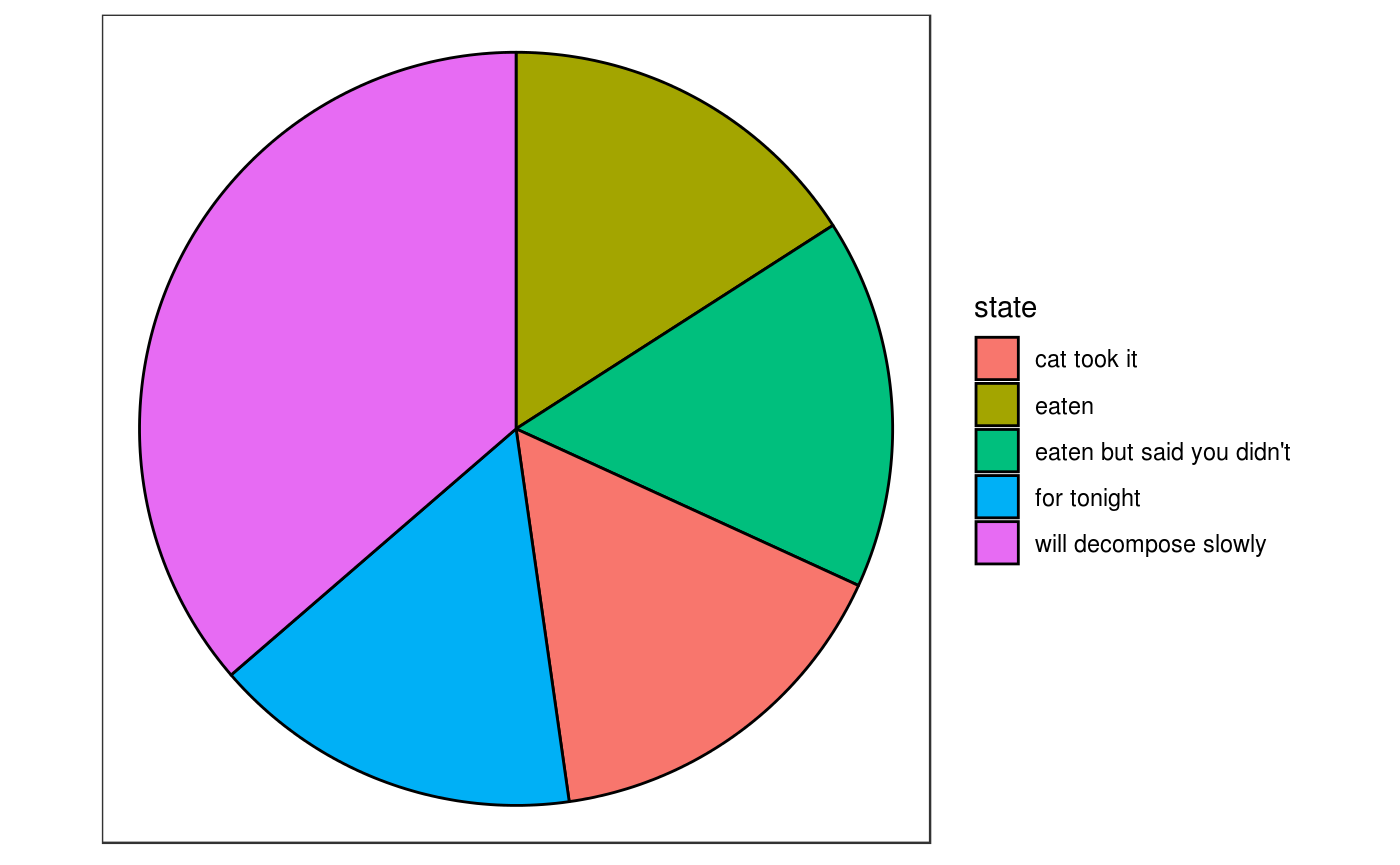 state
cat took it
eaten
eaten but said you didn't
for tonight
will decompose slowly